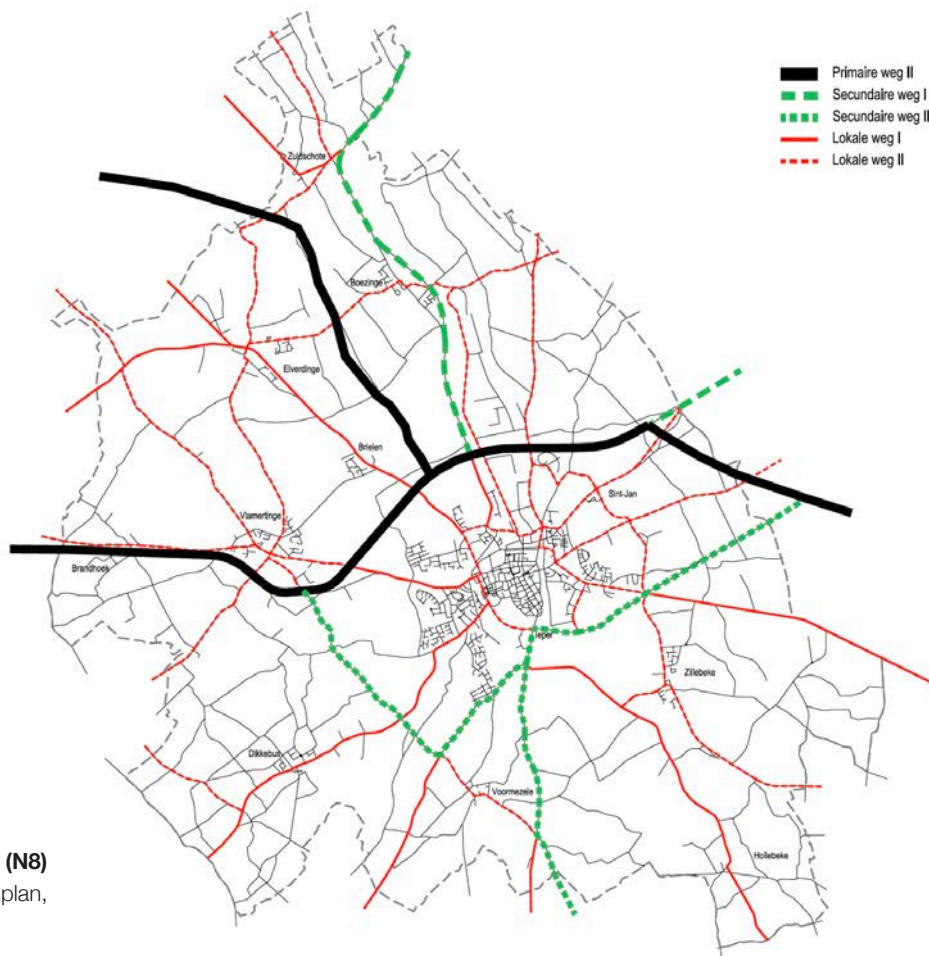 Primaire weg II
Secundaire weg I
Secundaire weg II
Lokale weg I
Lokale weg II
Zuidschote
Boezinge
Elverdinge
Brielen
Sint-Jan
Vlamertinge
Brandhoek
Ieper
Zillebeke
Dikkebus
Voormezele
Hollebeke
(N8)
splan,